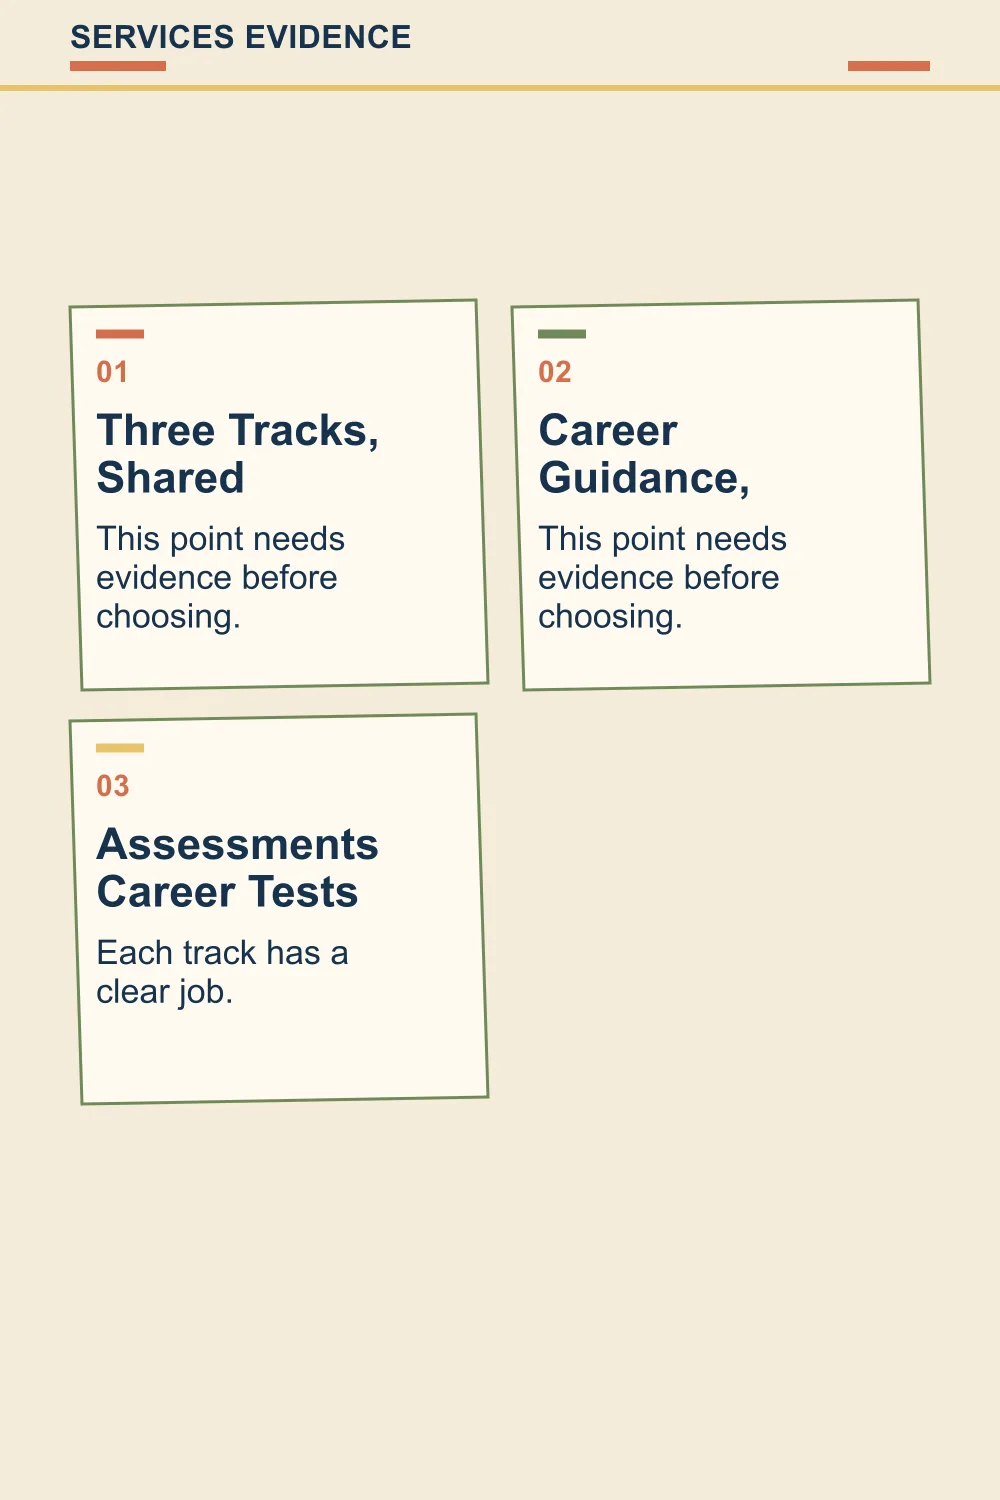 SERVICES EVIDENCE
01
Three Tracks,
Shared
This point needs
evidence before
choosing.
02
Career
Guidance,
This point needs
evidence before
choosing.
03
Assessments
Career Tests
Each track has a
clear job.